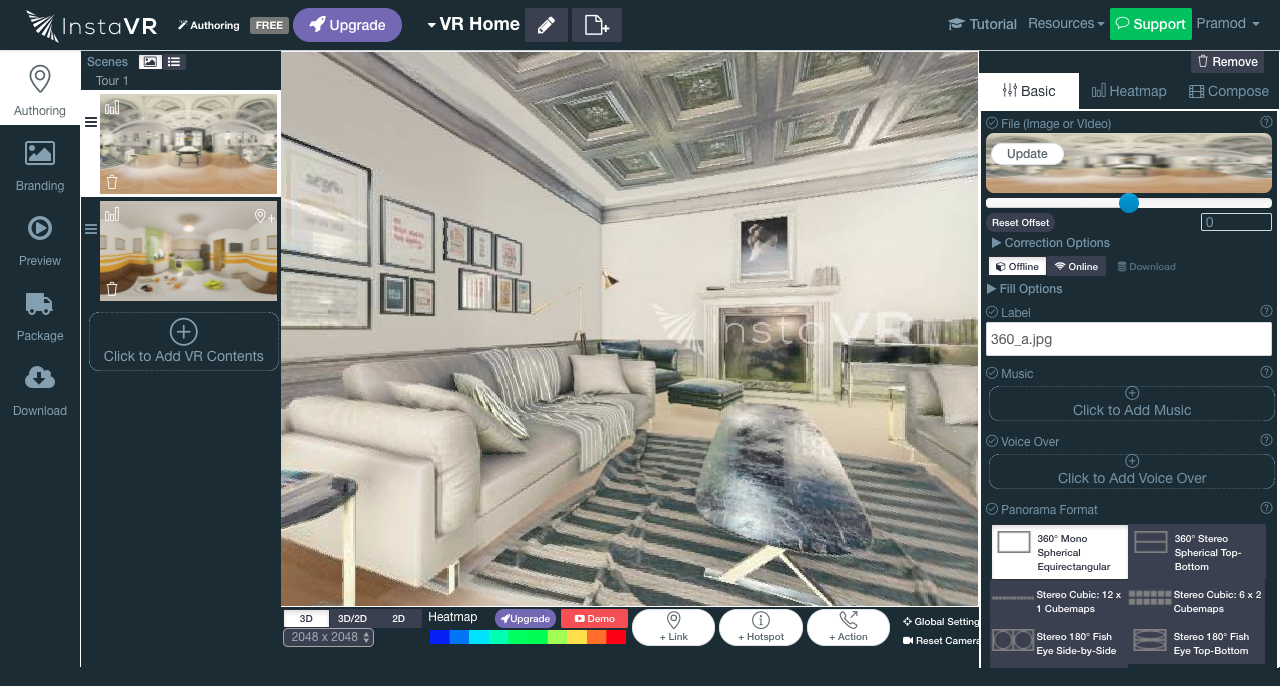 InstaVR
Authoring
FREE
Upgrade
VR Home
Tutorial
Resources
Support
Pramod
Authoring
Branding
Preview
Package
Download
Scenes
Tour 1
Click to Add VR Contents
InstaVR
3D
3D/2D
2D
2048 x 2048
Heatmap
Upgrade
Demo
+ Link
+ Hotspot
+ Action
Global Setting
Reset Camera
Remove
Basic
Heatmap
Compose
File (Image or VIdeo)
Update
Reset Offset
0
Correction Options
Offline
Online
Download
Fill Options
Label
360_a.jpg
Music
Click to Add Music
Voice Over
Click to Add Voice Over
Panorama Format
360° Mono
Spherical
Equirectangular
360° Stereo
Spherical Top-
Bottom
Stereo Cubic: 12 x
1 Cubemaps
Stereo Cubic: 6 x 2
Cubemaps
Stereo 180° Fish
Eye Side-by-Side
Stereo 180° Fish
Eye Top-Bottom